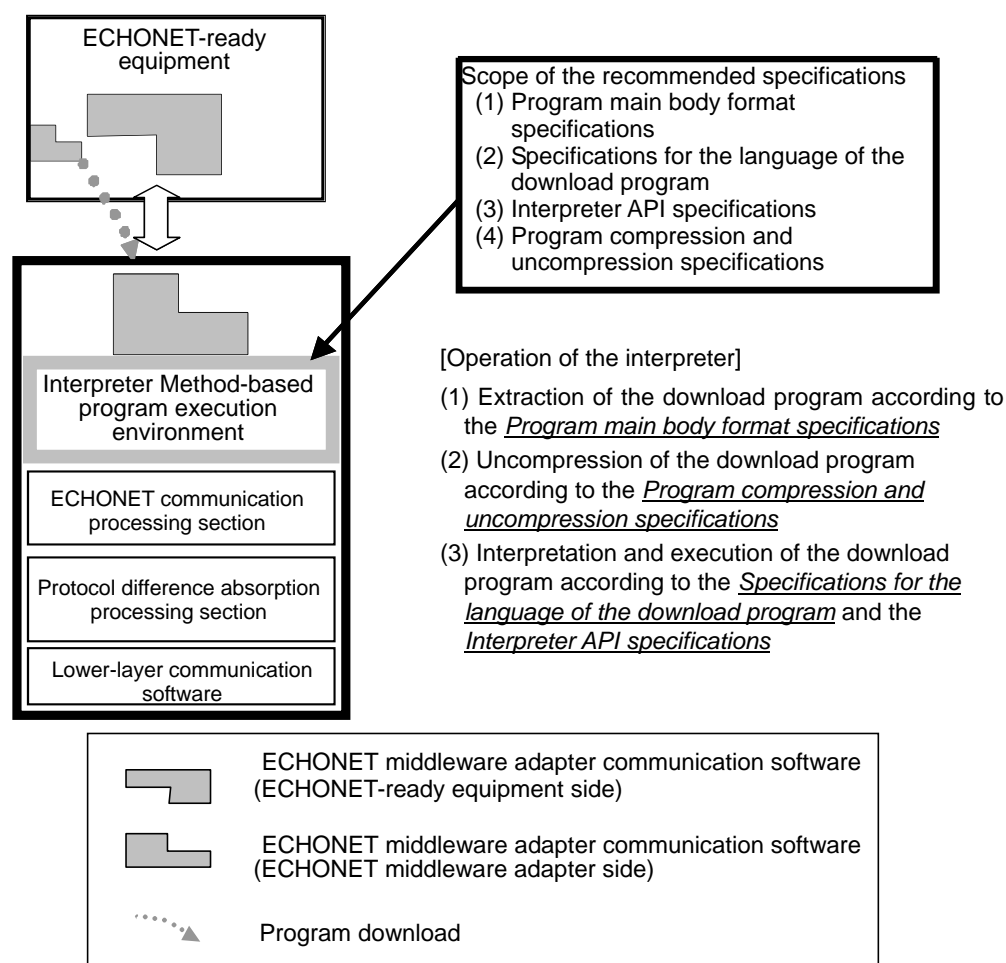 ECHONET-ready
equipment
Scope of the recommended specifications
(1) Program main body format
specifications
(2) Specifications for the language of the
download program
(3) Interpreter API specifications
(4) Program compression and
uncompression specifications
Interpreter Method-based
program execution
environment
ECHONET communication
processing section
Protocol difference absorption
processing section
Lower-layer communication
software
[Operation of the interpreter]
(1) Extraction of the download program according to
the Program main body format specifications
(2) Uncompression of the download program
according to the Program compression and
uncompression specifications
(3) Interpretation and execution of the download
program according to the Specifications for the
language of the download program and the
Interpreter API specifications
ECHONET middleware adapter communication software
(ECHONET-ready equipment side)
ECHONET middleware adapter communication software
(ECHONET middleware adapter side)
Program download